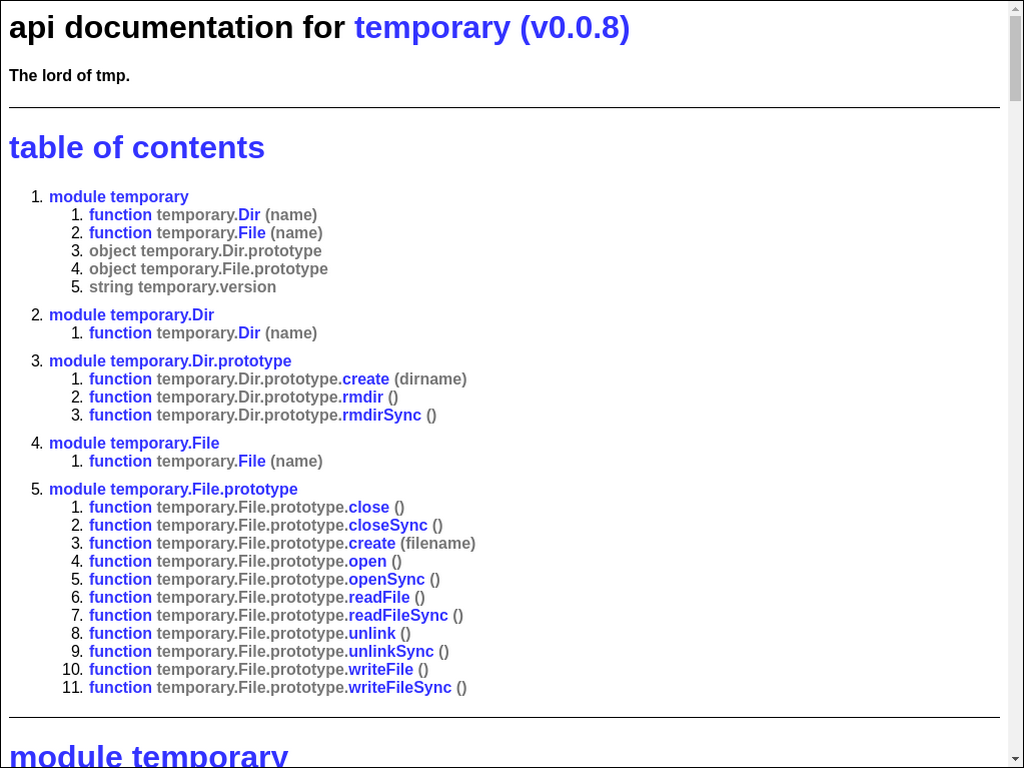 api documentation for temporary (v0.0.8)
The lord of tmp.
table of contents
1. module temporary
1. function temporary.Dir (name)
2. function temporary.File (name)
3. object temporary.Dir.prototype
4. object temporary.File.prototype
5. string temporary.version
2. module temporary.Dir
1. function temporary.Dir (name)
3. module temporary.Dir.prototype
1. function temporary.Dir.prototype.create (dirname)
2. function temporary.Dir.prototype.rmdir ()
3. function temporary.Dir.prototype.rmdirSync ()
4. module temporary.File
1. function temporary.File (name)
5. module temporary.File.prototype
1. function temporary.File.prototype.close ()
2. function temporary.File.prototype.closeSync ()
3. function temporary.File.prototype.create (filename)
4. function temporary.File.prototype.open ()
5. function temporary.File.prototype.openSync ()
6. function temporary.File.prototype.readFile ()
7. function temporary.File.prototype.readFileSync ()
8. function temporary.File.prototype.unlink ()
9. function temporary.File.prototype.unlinkSync ()
10. function temporary.File.prototype.writeFile ()
11. function temporary.File.prototype.writeFileSync ()
module temporary